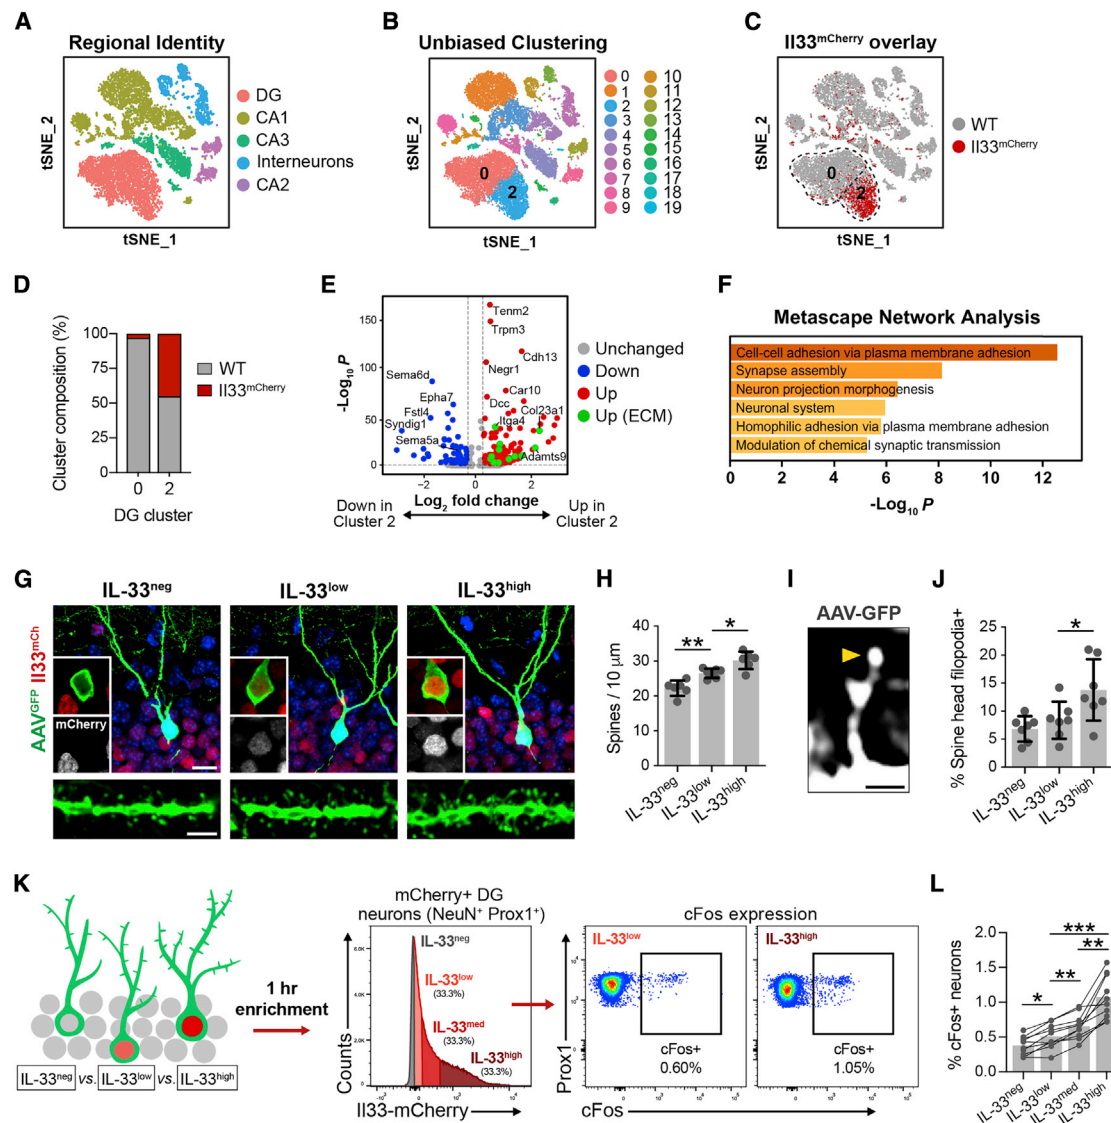 A
Regional Identity
tSNE_2
tSNE_1
DG
CA1
CA3
Interneurons
CA2
B
Unbiased Clustering
0
2
tSNE_1
0
1
2
3
4
5
6
7
8
9
10
11
12
13
14
15
16
17
18
19
C
Il33mCherry overlay
tSNE_2
0
2
tSNE_1
WT
Il33mCherry
D
Cluster composition (%)
100
75
50
25
0
0 2
DG cluster
WT
Il33mCherry
E
-Log10 P
150
100
50
0
Tenm2
Trpm3
Cdh13
Negr1
Sema6d
Car10
Epha7
Dcc
Col23a1
Fstl4
Itga4
Syndig1
Sema5a
Adamts9
−2 0 2
Log2 fold change
Down in Cluster 2
Up in Cluster 2
Unchanged
Down
Up
Up (ECM)
F
Metascape Network Analysis
Cell-cell adhesion via plasma membrane adhesion
Synapse assembly
Neuron projection morphogenesis
Neuronal system
Homophilic adhesion via plasma membrane adhesion
Modulation of chemical synaptic transmission
0 2 4 6 8 10 12
-Log10 P
G
IL-33neg
IL-33low
IL-33high
AAVGFP Il33mCh
mCherry
H
Spines / 10 µm
40
30
20
10
0
** *
IL-33neg
IL-33low
IL-33high
I
AAV-GFP
J
% Spine head filopodia+
25
20
15
10
5
0
*
IL-33neg
IL-33low
IL-33high
K
IL-33neg vs. IL-33low vs. IL-33high
1 hr
enrichment
mCherry+ DG
neurons (NeuN+ Prox1+)
Counts
IL-33neg
IL-33low
(33.3%)
IL-33med
(33.3%)
IL-33high
(33.3%)
Il33-mCherry
cFos expression
Prox1
IL-33low
cFos+
0.60%
IL-33high
cFos+
1.05%
cFos
L
% cFos+ neurons
2.0
1.5
1.0
0.5
0.0
***
**
**
*
IL-33neg
IL-33low
IL-33med
IL-33high